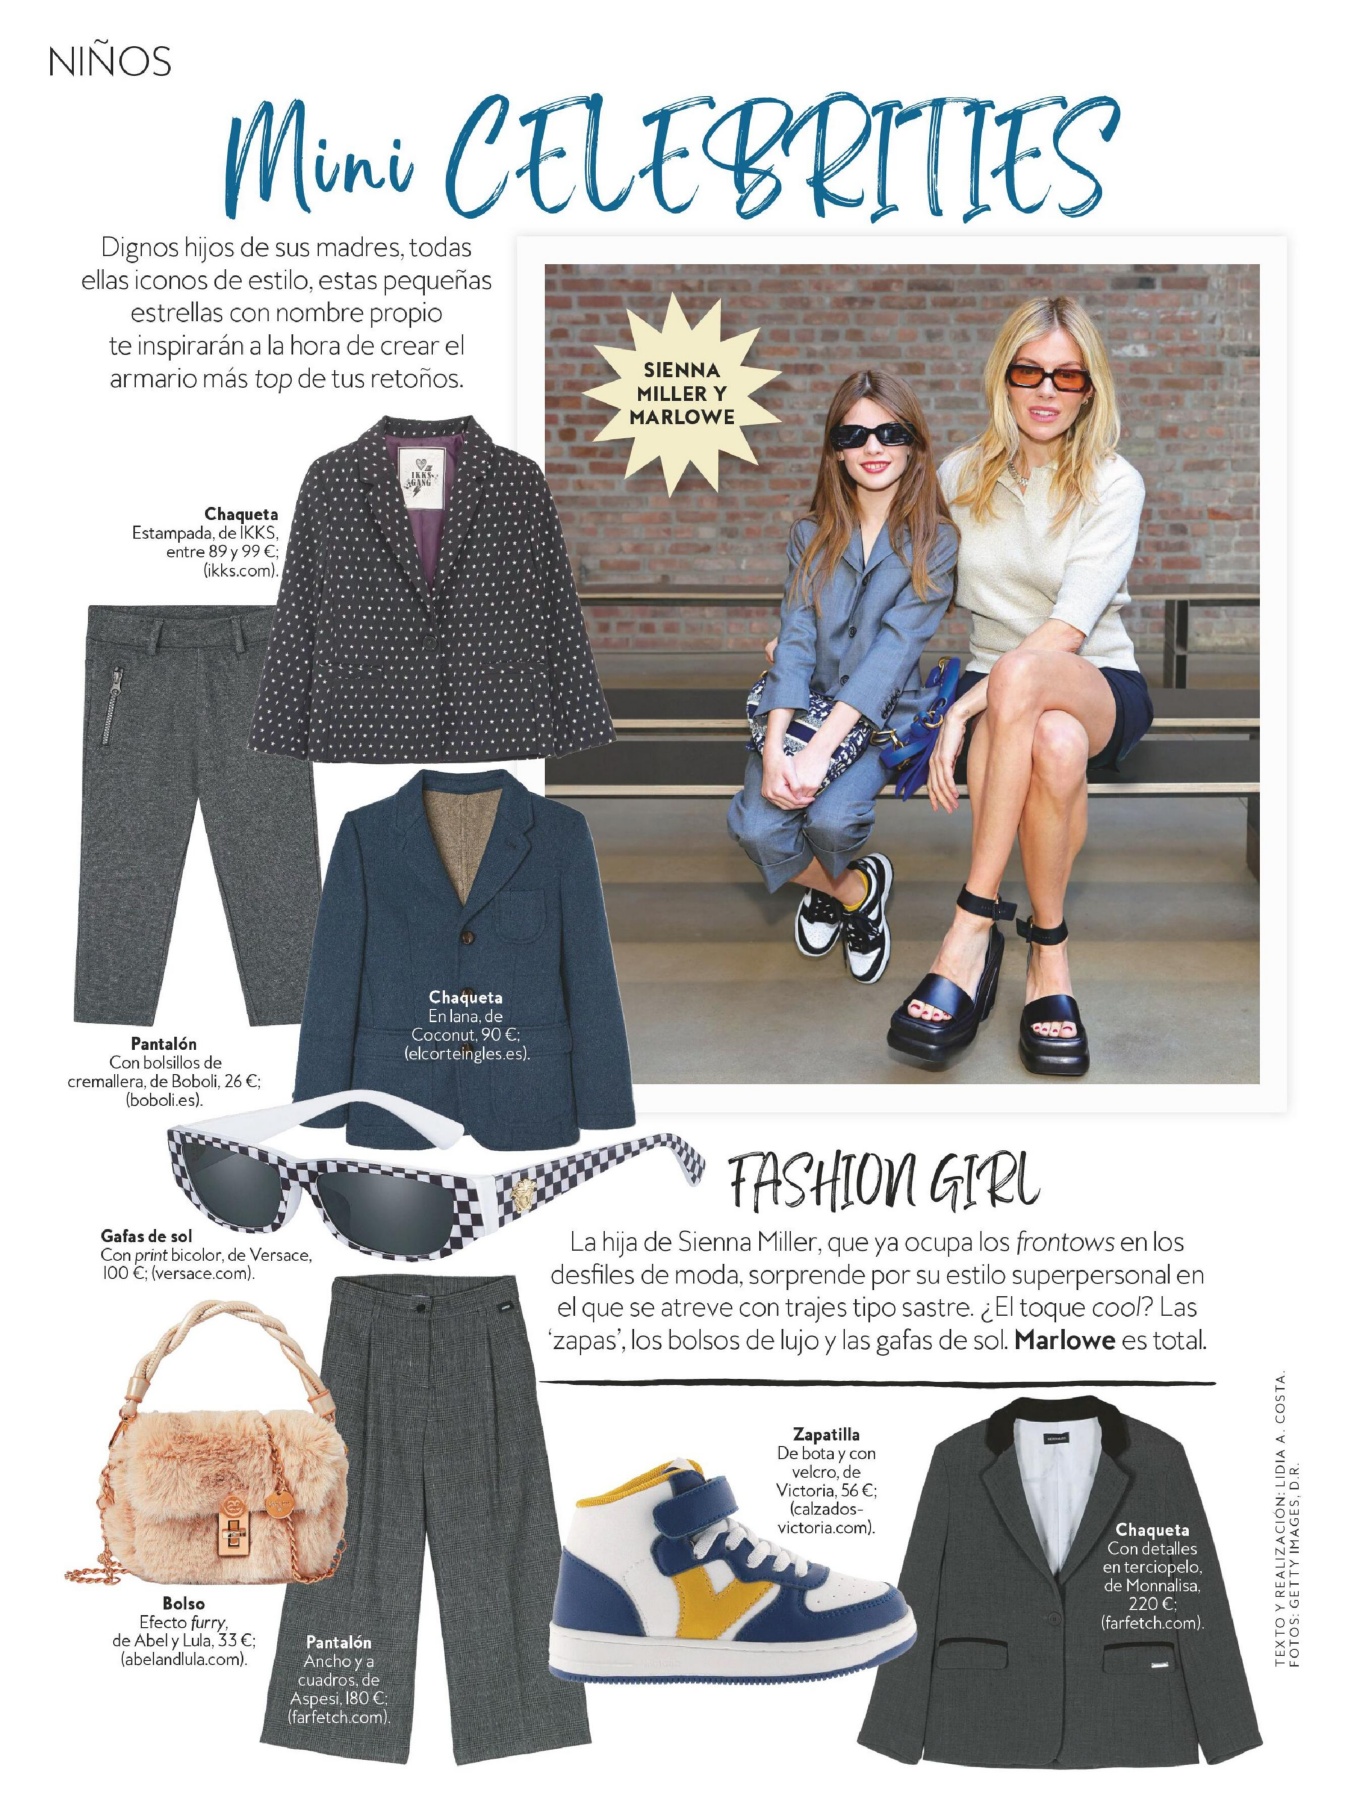 NIÑOS
Mini CELEBRITIES
Dignos hijos de sus madres, todas
ellas iconos de estilo, estas pequeñas
estrellas con nombre propio
te inspirarán a la hora de crear el
armario más top de tus retoños.
SIENNA
MILLER Y
MARLOWE
IKKS
GANG
Chaqueta
Estampada, de IKKS,
entre 89 y 99 €;
(ikks.com).
Chaqueta
En lana, de
Coconut, 90 €;
(elcorteingles.es).
Pantalón
Con bolsillos de
cremallera, de Boboli, 26 €;
(boboli.es).
Gafas de sol
Con print bicolor, de Versace,
100 €; (versace.com).
FASHION GIRL
La hija de Sienna Miller, que ya ocupa los frontows en los
desfiles de moda, sorprende por su estilo superpersonal en
el que se atreve con trajes tipo sastre. ¿El toque cool? Las
‘zapas’, los bolsos de lujo y las gafas de sol. Marlowe es total.
Bolso
Efecto furry,
de Abel y Lula, 33 €;
(abelandlula.com).
Pantalón
Ancho y a
cuadros, de
Aspesi, 180 €;
(farfetch.com).
Zapatilla
De bota y con
velcro, de
Victoria, 56 €;
(calzados-
victoria.com).
Chaqueta
Con detalles
en terciopelo,
de Monnalisa,
220 €;
(farfetch.com).
TEXTO Y REALIZACIÓN: LIDIA A. COSTA.
FOTOS: GETTY IMAGES, D.R.